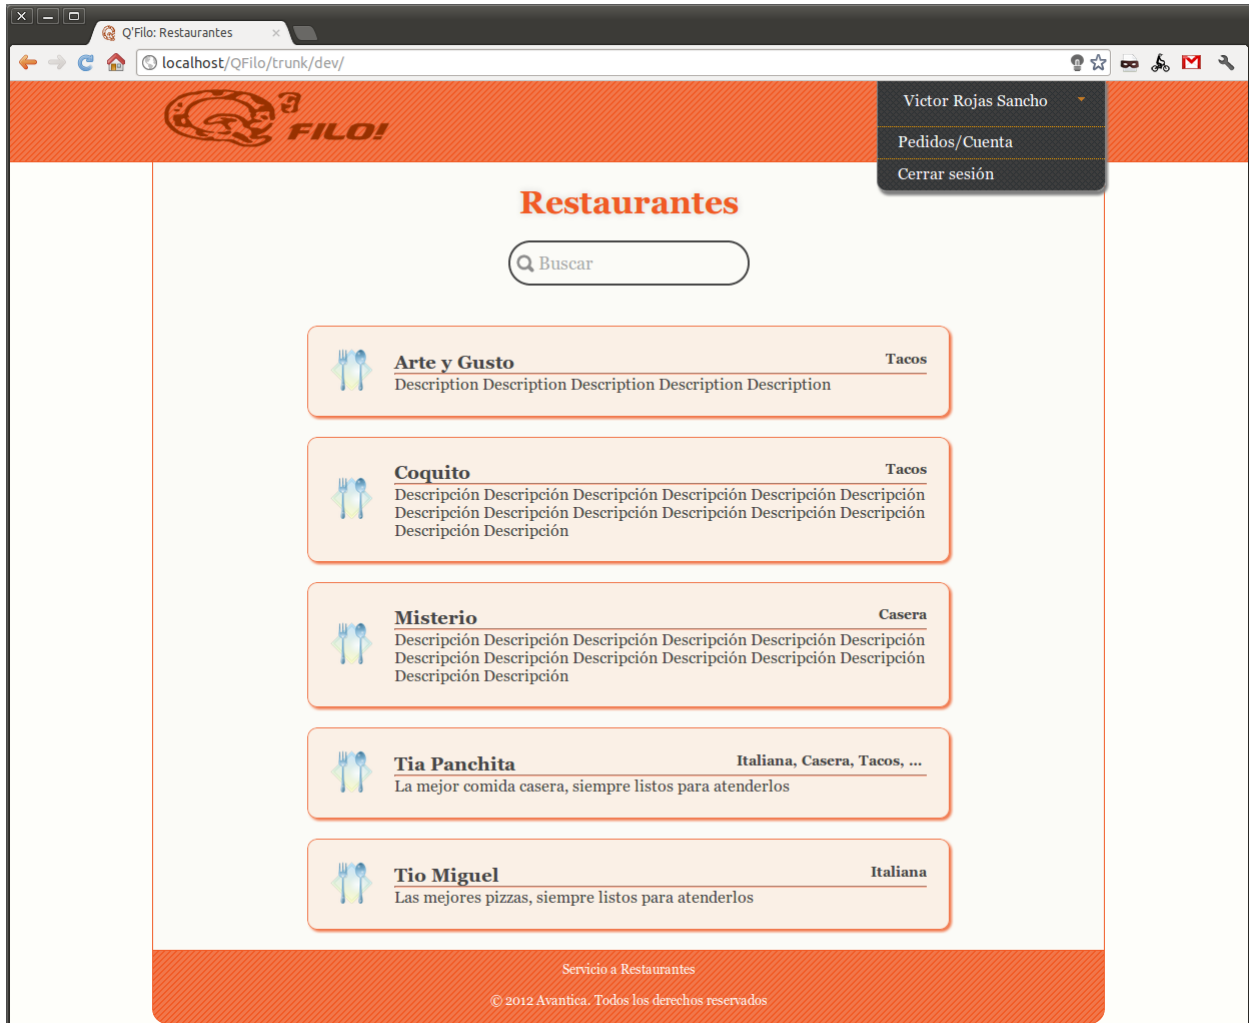 Q'Filo: Restaurantes
localhost/QFilo/trunk/dev/
Q' FILO!
Victor Rojas Sancho
Pedidos/Cuenta
Cerrar sesión
Restaurantes
Buscar
Arte y Gusto Tacos
Description Description Description Description Description
Coquito Tacos
Descripción Descripción Descripción Descripción Descripción Descripción
Descripción Descripción Descripción Descripción Descripción Descripción
Descripción Descripción
Misterio Casera
Descripción Descripción Descripción Descripción Descripción Descripción
Descripción Descripción Descripción Descripción Descripción Descripción
Descripción Descripción
Tia Panchita Italiana, Casera, Tacos, ...
La mejor comida casera, siempre listos para atenderlos
Tio Miguel Italiana
Las mejores pizzas, siempre listos para atenderlos
Servicio a Restaurantes
© 2012 Avantica. Todos los derechos reservados